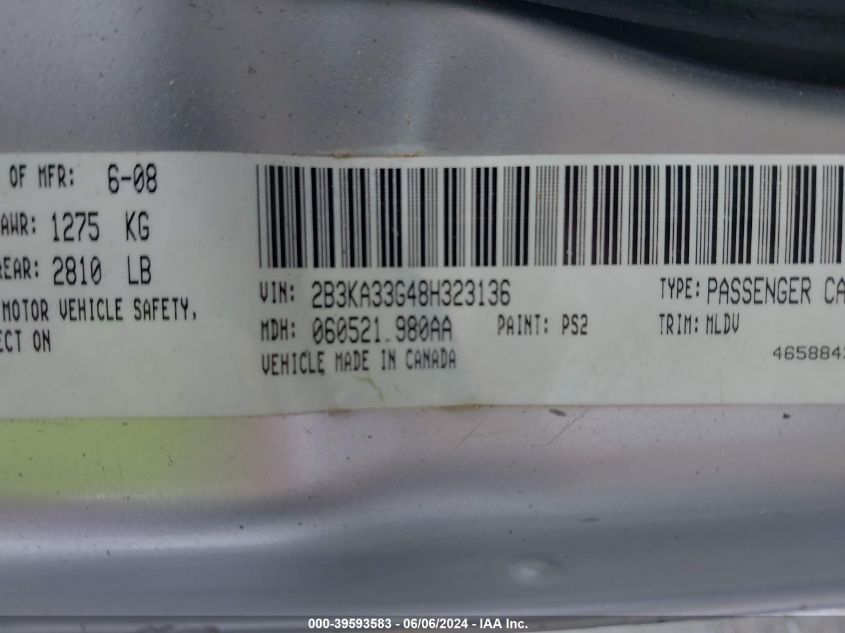 OF MFR: 6-08
AWR: 1275 KG
REAR: 2810 LB
MOTOR VEHICLE SAFETY,
ECT ON
VIN: 2B3KA33G48H323136
TYPE: PASSENGER CA
MDH: 060521.980AA
PAINT: PS2
TRIM: MLDV
VEHICLE MADE IN CANADA
465884
000-39593583 - 06/06/2024 - IAA Inc.